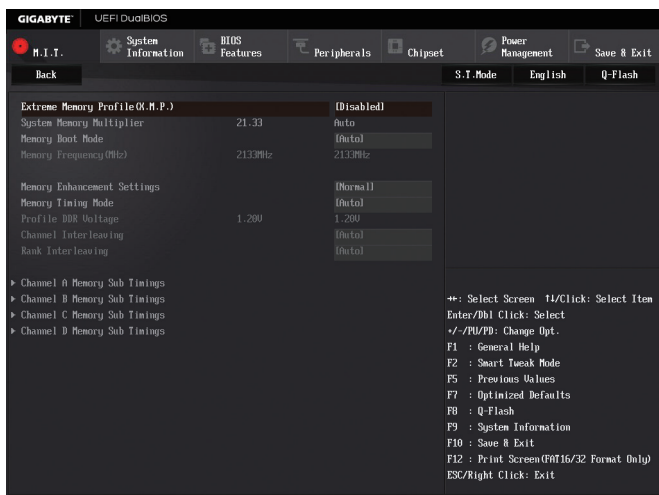 GIGABYTE™ UEFI DualBIOS
M.I.T. System Information BIOS Features Peripherals Chipset Power Management Save & Exit
Back S.T.Mode English Q-Flash
Extreme Memory Profile(X.M.P.) [Disabled]
System Memory Multiplier 21.33 Auto
Memory Boot Mode [Auto]
Memory Frequency(MHz) 2133MHz 2133MHz
Memory Enhancement Settings [Normal]
Memory Timing Mode [Auto]
Profile DDR Voltage 1.20V 1.20V
Channel Interleaving [Auto]
Rank Interleaving [Auto]
Channel A Memory Sub Timings
Channel B Memory Sub Timings
Channel C Memory Sub Timings
Channel D Memory Sub Timings
→←: Select Screen ↑↓/Click: Select Item
Enter/Dbl Click: Select
+/-/PU/PD: Change Opt.
F1 : General Help
F2 : Smart Tweak Mode
F5 : Previous Values
F7 : Optimized Defaults
F8 : Q-Flash
F9 : System Information
F10 : Save & Exit
F12 : Print Screen(FAT16/32 Format Only)
ESC/Right Click: Exit